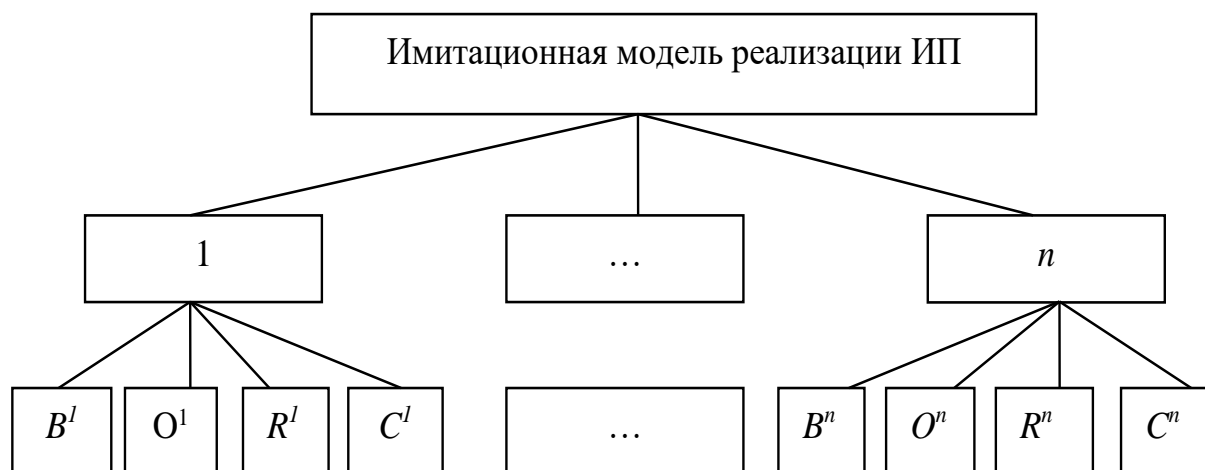 Имитационная модель реализации ИП
1 … n
B¹ O¹ R¹ C¹ … Bⁿ Oⁿ Rⁿ Cⁿ